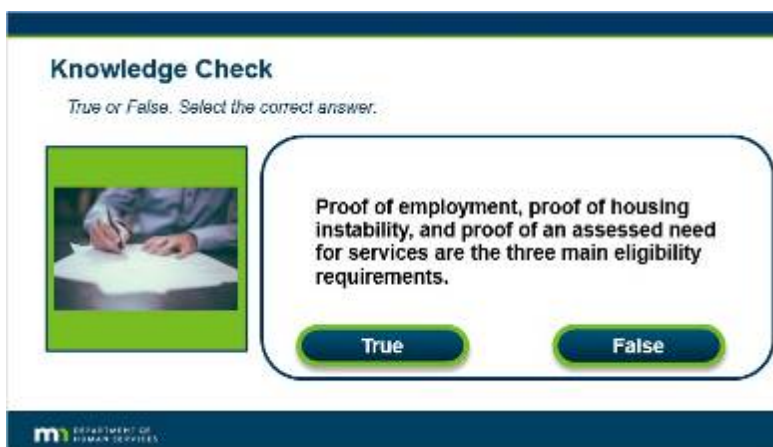 Knowledge Check
True or False. Select the correct answer.
Proof of employment, proof of housing
instability, and proof of an assessed need
for services are the three main eligibility
requirements.
True
False
mn DEPARTMENT OF
HUMAN SERVICES